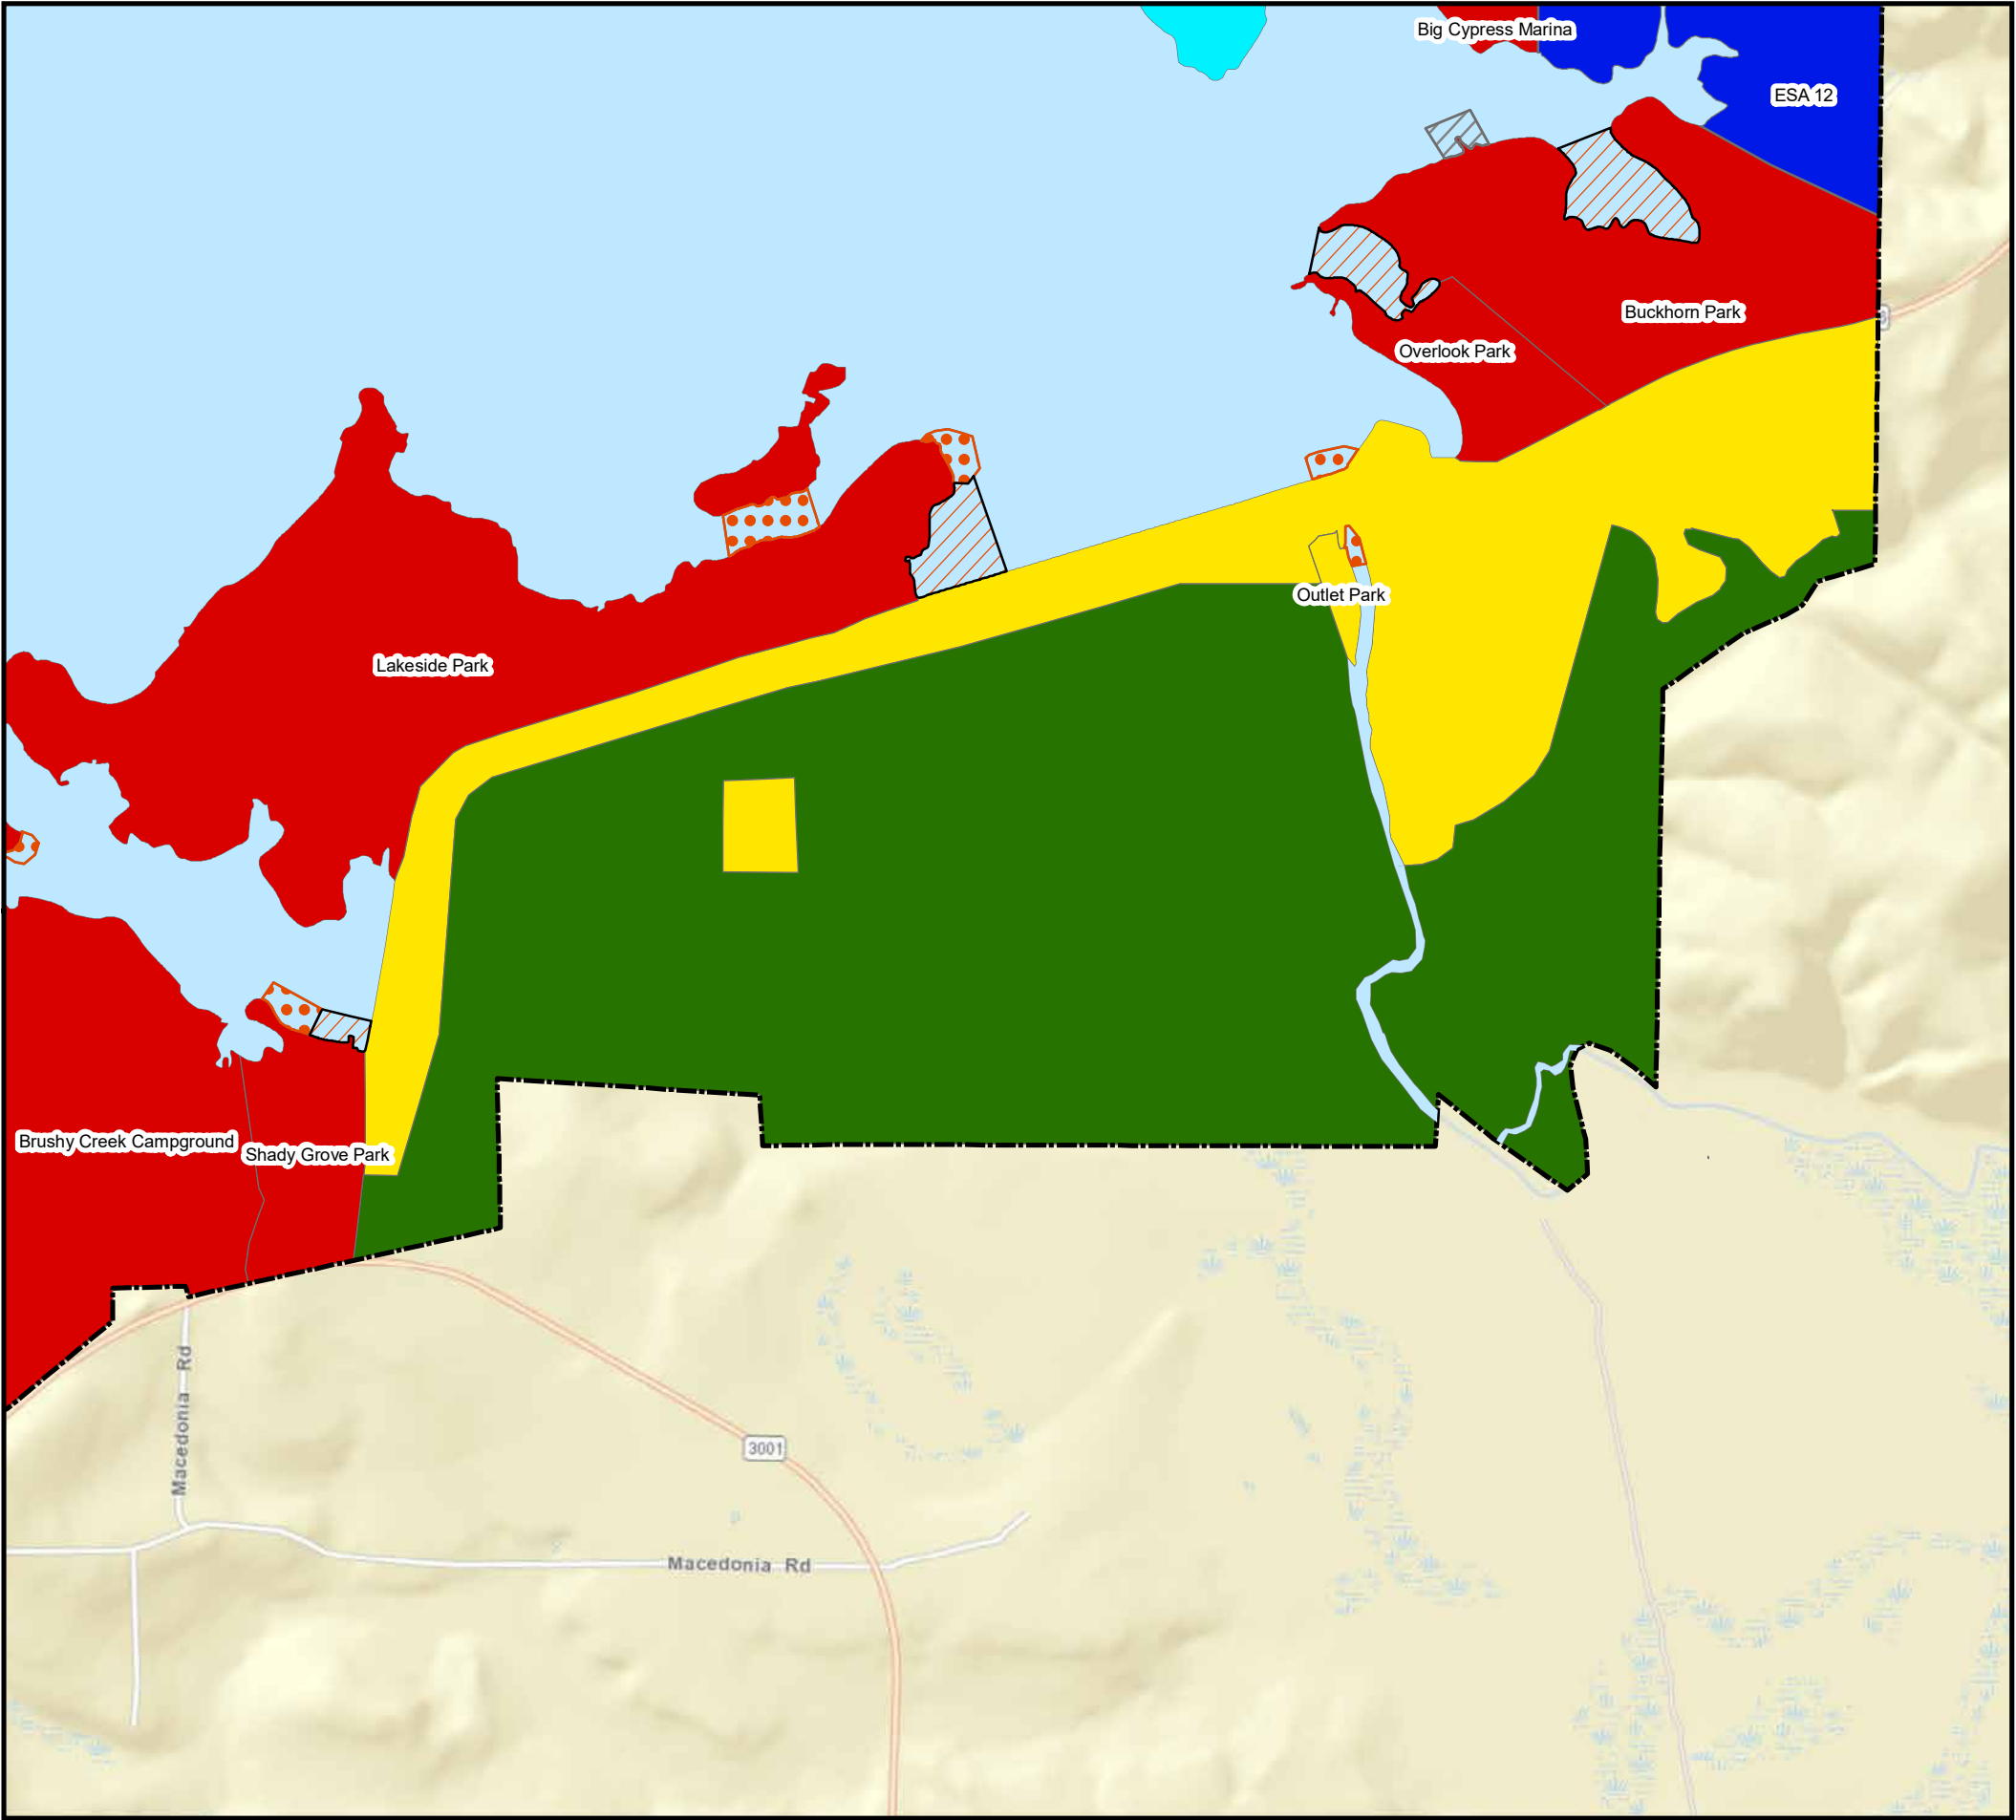 Big Cypress Marina
ESA 12
Buckhorn Park
Overlook Park
Outlet Park
Lakeside Park
Brushy Creek Campground
Shady Grove Park
Macedonia Rd
3001
Macedonia Rd